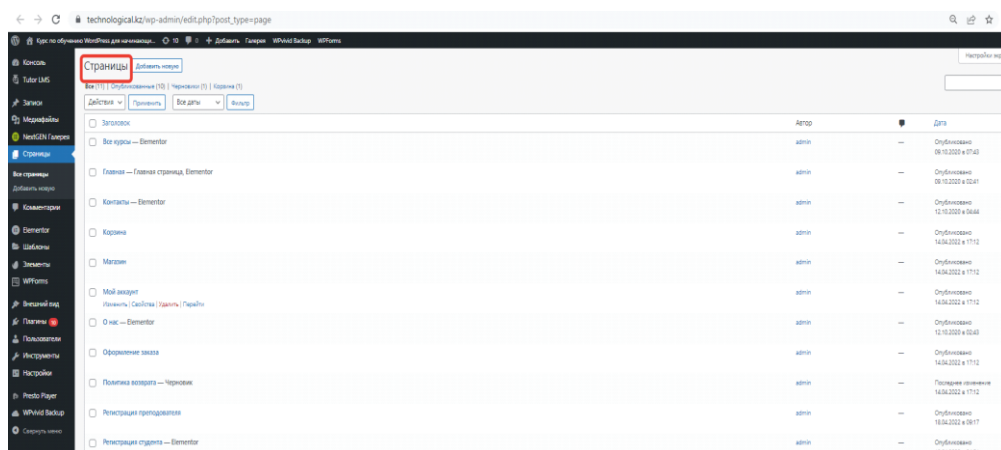 technological.kz/wp-admin/edit.php?post_type=page
Курс по обучению WordPress для начинающи... 10 0 Добавить Галерея WPvivid Backup WPForms
Консоль
Tutor LMS
Записи
Медиафайлы
NextGEN Галерея
Страницы
Все страницы
Добавить новую
Комментарии
Elementor
Шаблоны
Элементы
WPForms
Внешний вид
Плагины 10
Пользователи
Инструменты
Настройки
Presto Player
WPvivid Backup
Свернуть меню
Страницы Добавить новую
Настройки экр
Все (11) | Опубликованные (10) | Черновики (1) | Корзина (1)
Действия Применить Все даты Фильтр
Заголовок Автор Дата
Все курсы — Elementor admin — Опубликовано
09.10.2020 в 07:43
Главная — Главная страница, Elementor admin — Опубликовано
09.10.2020 в 02:41
Контакты — Elementor admin — Опубликовано
12.10.2020 в 04:44
Корзина admin — Опубликовано
14.04.2022 в 17:12
Магазин admin — Опубликовано
14.04.2022 в 17:12
Мой аккаунт admin — Опубликовано
Изменить | Свойства | Удалить | Перейти 14.04.2022 в 17:12
О нас — Elementor admin — Опубликовано
12.10.2020 в 02:43
Оформление заказа admin — Опубликовано
14.04.2022 в 17:12
Политика возврата — Черновик admin — Последнее изменение
14.04.2022 в 17:12
Регистрация преподавателя admin — Опубликовано
18.04.2022 в 09:17
Регистрация студента — Elementor admin — Опубликовано